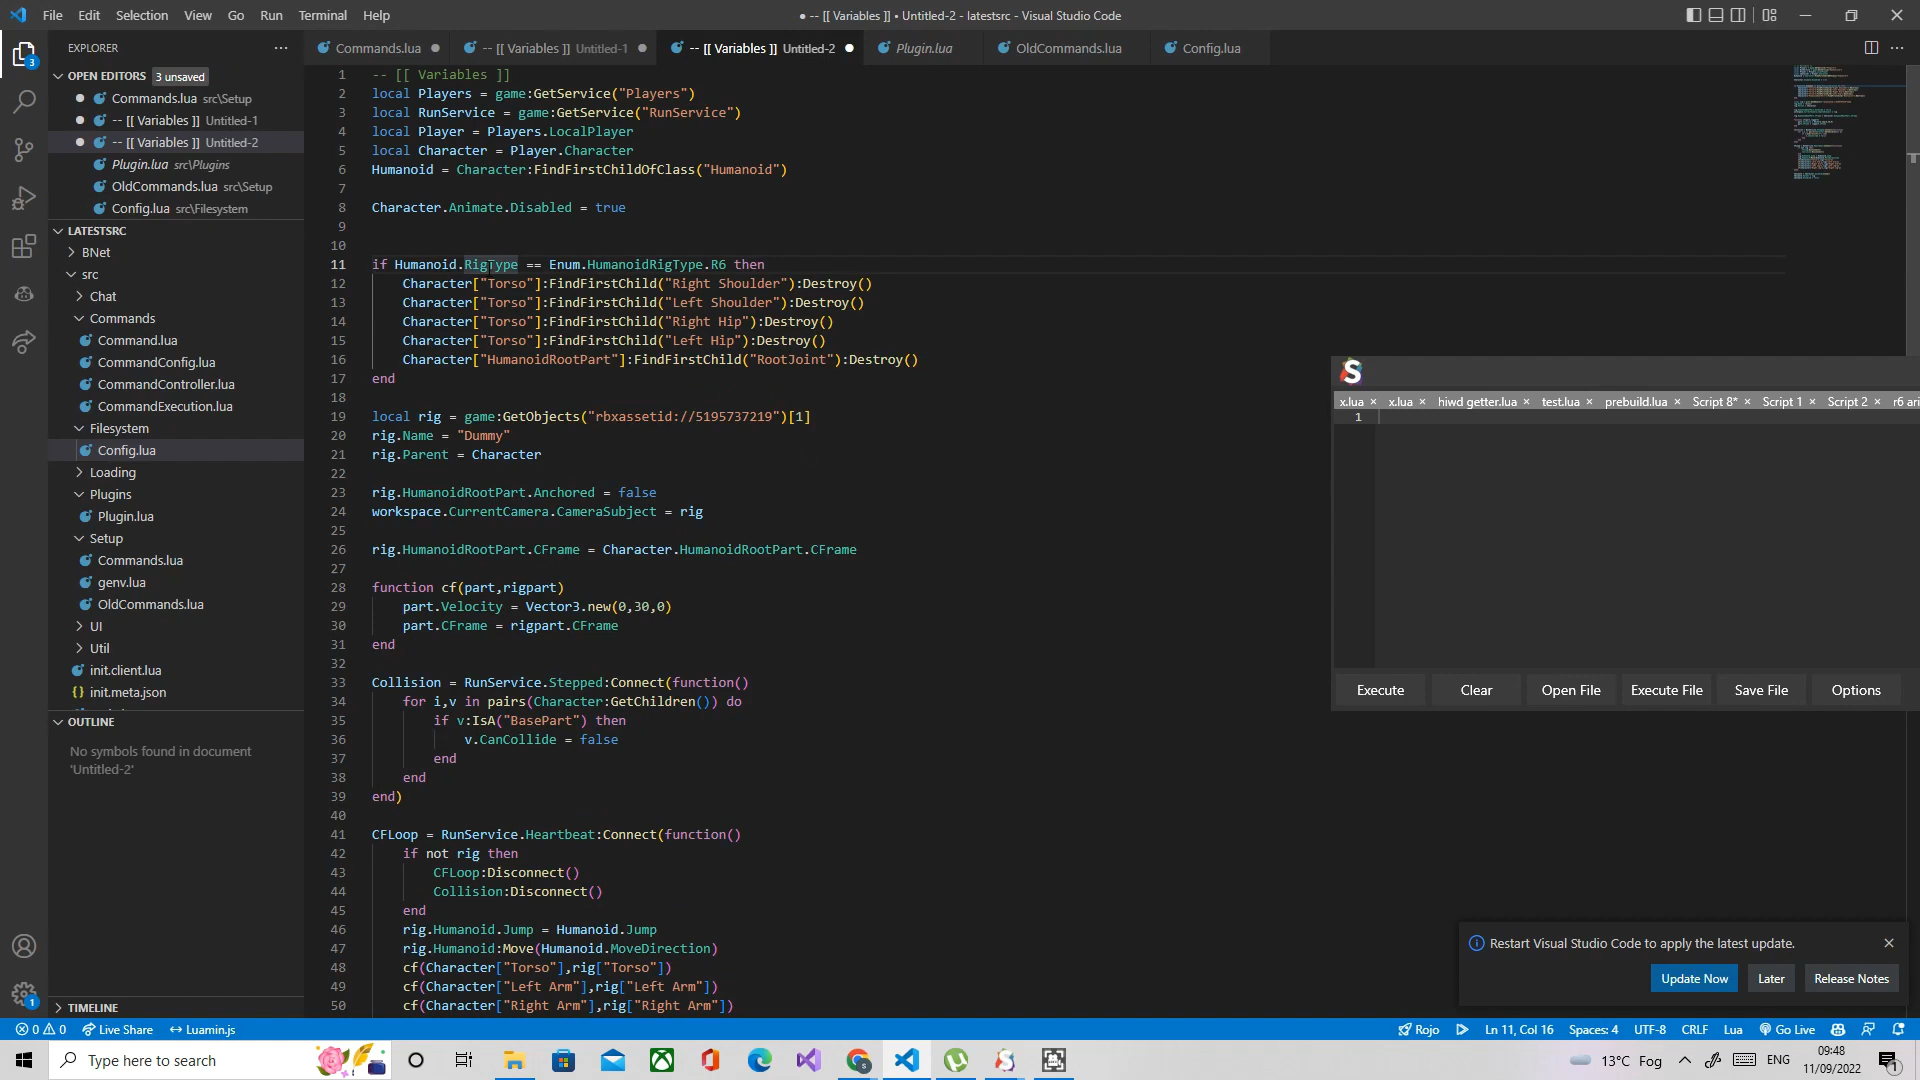 File Edit Selection View Go Run Terminal Help
● -- [[ Variables ]] • Untitled-2 - latestsrc - Visual Studio Code
EXPLORER
Commands.lua
-- [[ Variables ]] Untitled-1
-- [[ Variables ]] Untitled-2
Plugin.lua
OldCommands.lua
Config.lua
OPEN EDITORS 3 unsaved
Commands.lua src\Setup
-- [[ Variables ]] Untitled-1
-- [[ Variables ]] Untitled-2
Plugin.lua src\Plugins
OldCommands.lua src\Setup
Config.lua src\Filesystem
LATESTSRC
BNet
src
Chat
Commands
Command.lua
CommandConfig.lua
CommandController.lua
CommandExecution.lua
Filesystem
Config.lua
Loading
Plugins
Plugin.lua
Setup
Commands.lua
genv.lua
OldCommands.lua
UI
Util
init.client.lua
{} init.meta.json
OUTLINE
No symbols found in document
'Untitled-2'
TIMELINE
3
1
1 -- [[ Variables ]]
2 local Players = game:GetService("Players")
3 local RunService = game:GetService("RunService")
4 local Player = Players.LocalPlayer
5 local Character = Player.Character
6 Humanoid = Character:FindFirstChildOfClass("Humanoid")
7
8 Character.Animate.Disabled = true
9
10
11 if Humanoid.RigType == Enum.HumanoidRigType.R6 then
12 Character["Torso"]:FindFirstChild("Right Shoulder"):Destroy()
13 Character["Torso"]:FindFirstChild("Left Shoulder"):Destroy()
14 Character["Torso"]:FindFirstChild("Right Hip"):Destroy()
15 Character["Torso"]:FindFirstChild("Left Hip"):Destroy()
16 Character["HumanoidRootPart"]:FindFirstChild("RootJoint"):Destroy()
17 end
18
19 local rig = game:GetObjects("rbxassetid://5195737219")[1]
20 rig.Name = "Dummy"
21 rig.Parent = Character
22
23 rig.HumanoidRootPart.Anchored = false
24 workspace.CurrentCamera.CameraSubject = rig
25
26 rig.HumanoidRootPart.CFrame = Character.HumanoidRootPart.CFrame
27
28 function cf(part,rigpart)
29 part.Velocity = Vector3.new(0,30,0)
30 part.CFrame = rigpart.CFrame
31 end
32
33 Collision = RunService.Stepped:Connect(function()
34 for i,v in pairs(Character:GetChildren()) do
35 if v:IsA("BasePart") then
36 v.CanCollide = false
37 end
38 end
39 end)
40
41 CFLoop = RunService.Heartbeat:Connect(function()
42 if not rig then
43 CFLoop:Disconnect()
44 Collision:Disconnect()
45 end
46 rig.Humanoid.Jump = Humanoid.Jump
47 rig.Humanoid:Move(Humanoid.MoveDirection)
48 cf(Character["Torso"],rig["Torso"])
49 cf(Character["Left Arm"],rig["Left Arm"])
50 cf(Character["Right Arm"],rig["Right Arm"])
x.lua × x.lua × hiwd getter.lua × test.lua × prebuild.lua × Script 8* × Script 1 × Script 2 × r6 ari
1
Execute Clear Open File Execute File Save File Options
Restart Visual Studio Code to apply the latest update.
Update Now Later Release Notes
0 0 Live Share Luamin.js
Rojo Ln 11, Col 16 Spaces: 4 UTF-8 CRLF Lua Go Live
Type here to search
13°C Fog ENG
09:48
11/09/2022
1